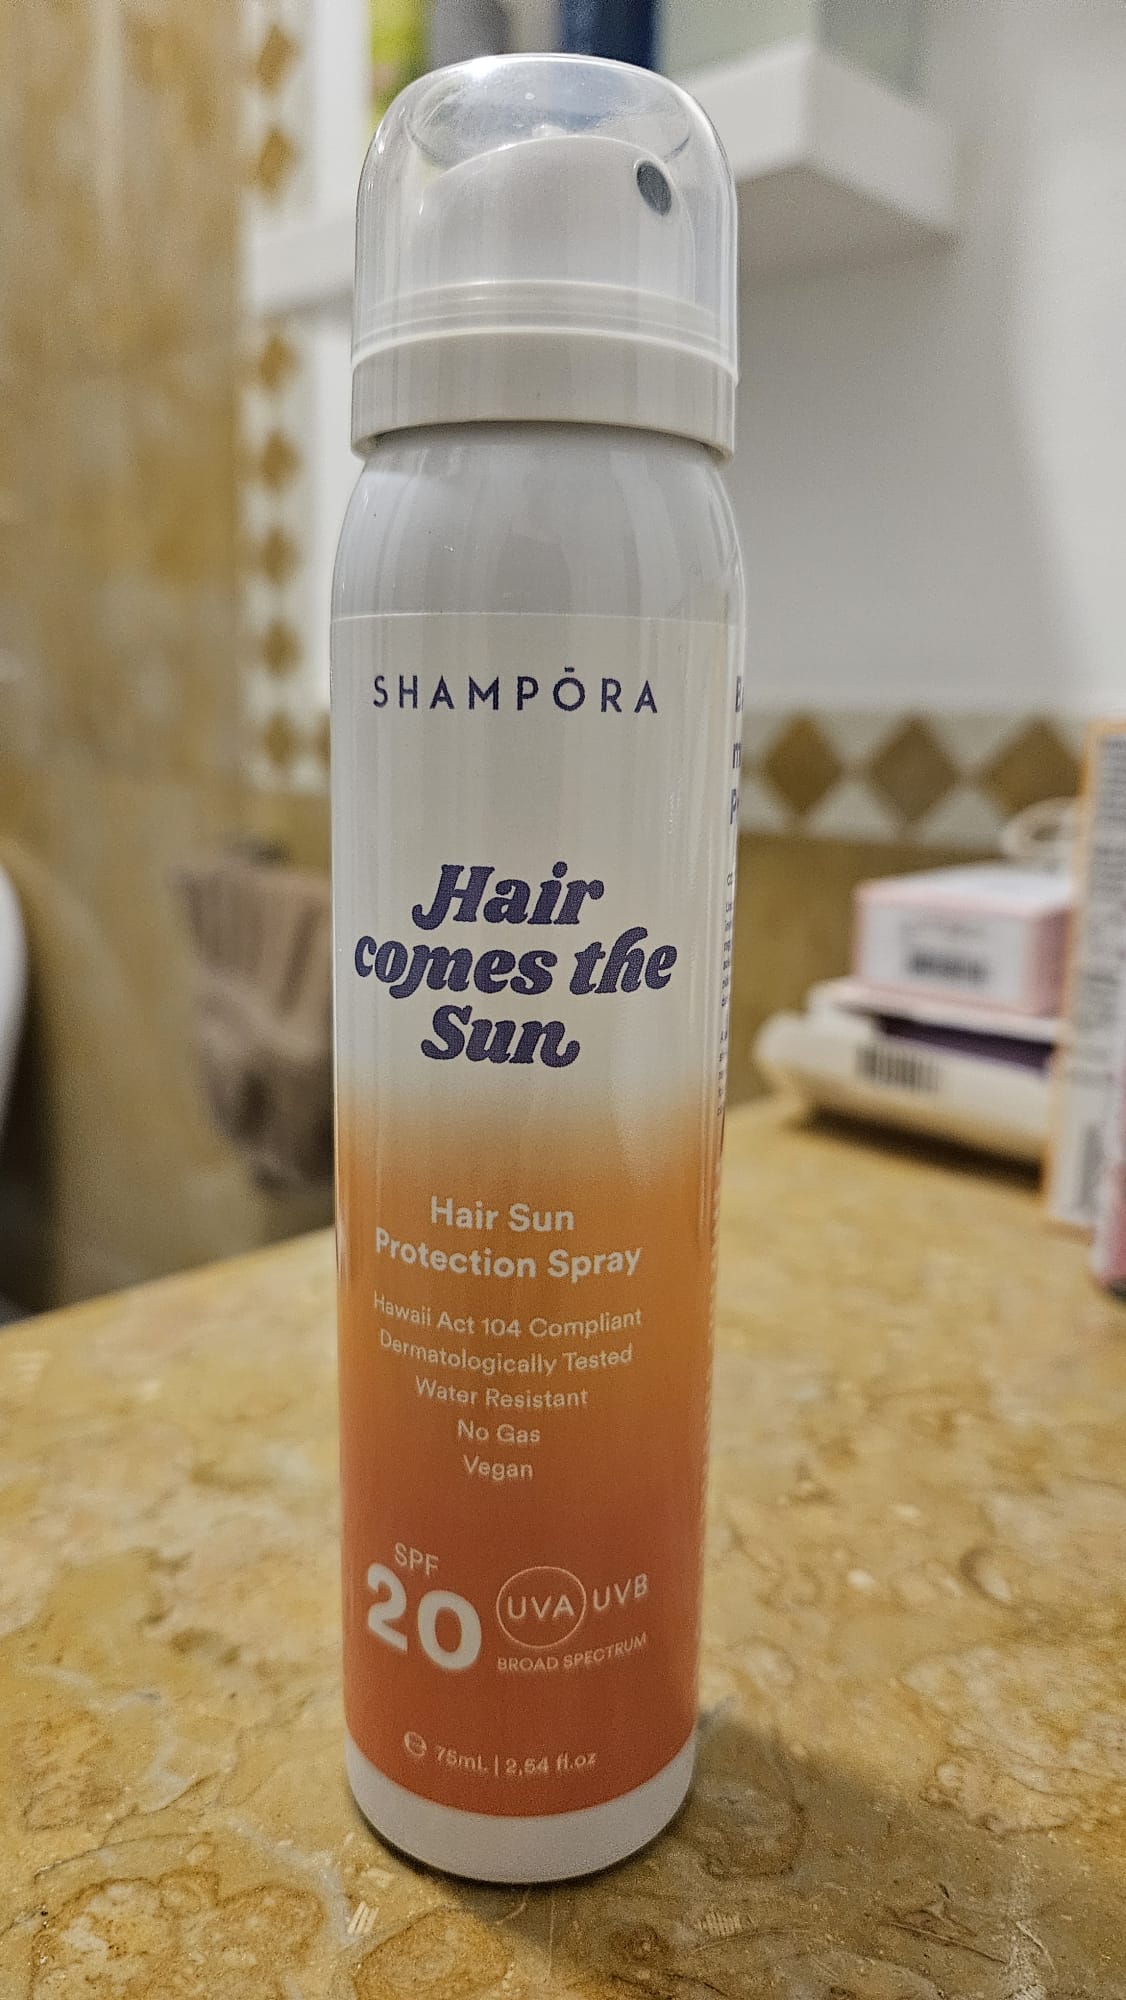 SHAMPŌRA
Hair
comes the
Sun
Hair Sun
Protection Spray
Hawaii Act 104 Compliant
Dermatologically Tested
Water Resistant
No Gas
Vegan
SPF
20
UVA UVB
BROAD SPECTRUM
℮ 75mL | 2,54 fl.oz